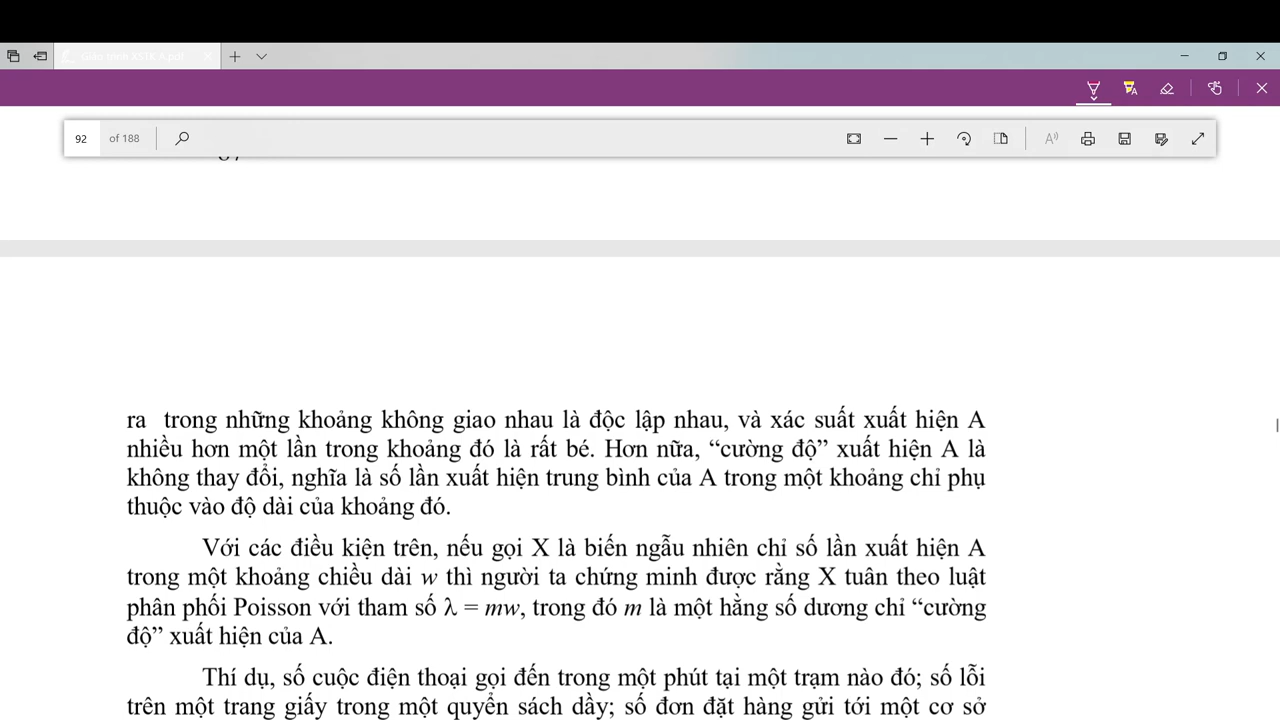 Giáo trình XSTK A.pdf
92 of 188
ra trong những khoảng không giao nhau là độc lập nhau, và xác suất xuất hiện A
nhiều hơn một lần trong khoảng đó là rất bé. Hơn nữa, “cường độ” xuất hiện A là
không thay đổi, nghĩa là số lần xuất hiện trung bình của A trong một khoảng chỉ phụ
thuộc vào độ dài của khoảng đó.
Với các điều kiện trên, nếu gọi X là biến ngẫu nhiên chỉ số lần xuất hiện A
trong một khoảng chiều dài w thì người ta chứng minh được rằng X tuân theo luật
phân phối Poisson với tham số λ = mw, trong đó m là một hằng số dương chỉ “cường
độ” xuất hiện của A.
Thí dụ, số cuộc điện thoại gọi đến trong một phút tại một trạm nào đó; số lỗi
trên một trang giấy trong một quyển sách dầy; số đơn đặt hàng gửi tới một cơ sở